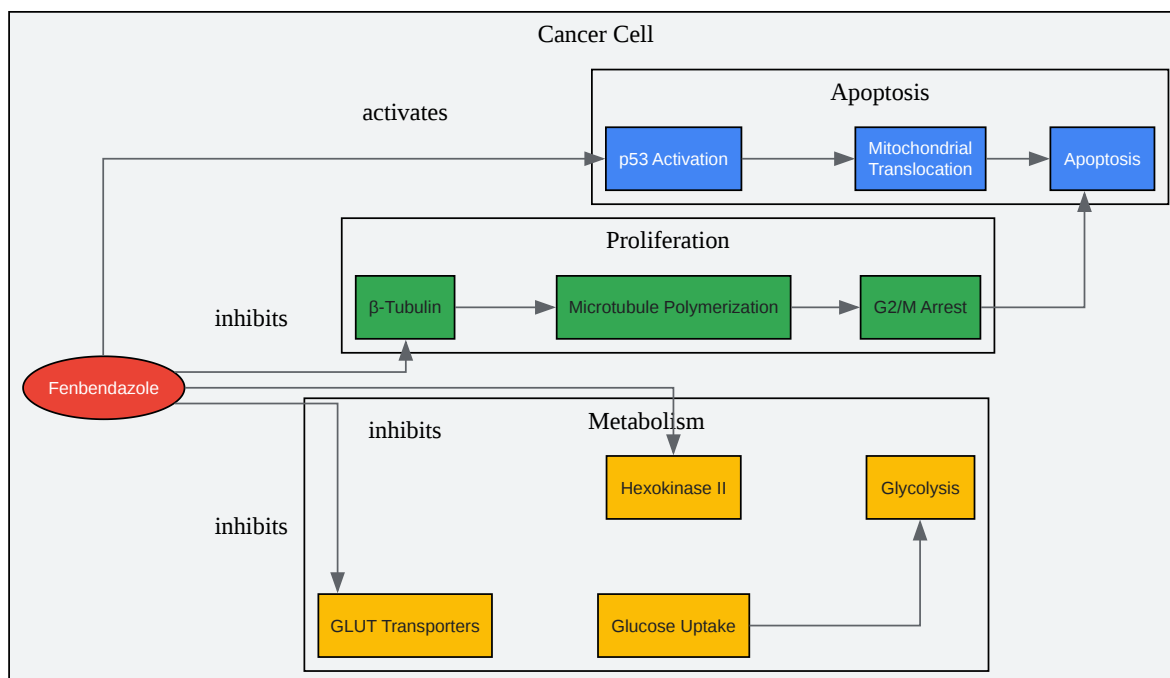 Cancer Cell
Apoptosis
activates
p53 Activation
Mitochondrial
Translocation
Apoptosis
Proliferation
β-Tubulin
Microtubule Polymerization
G2/M Arrest
inhibits
Fenbendazole
Metabolism
inhibits
Hexokinase II
Glycolysis
inhibits
GLUT Transporters
Glucose Uptake